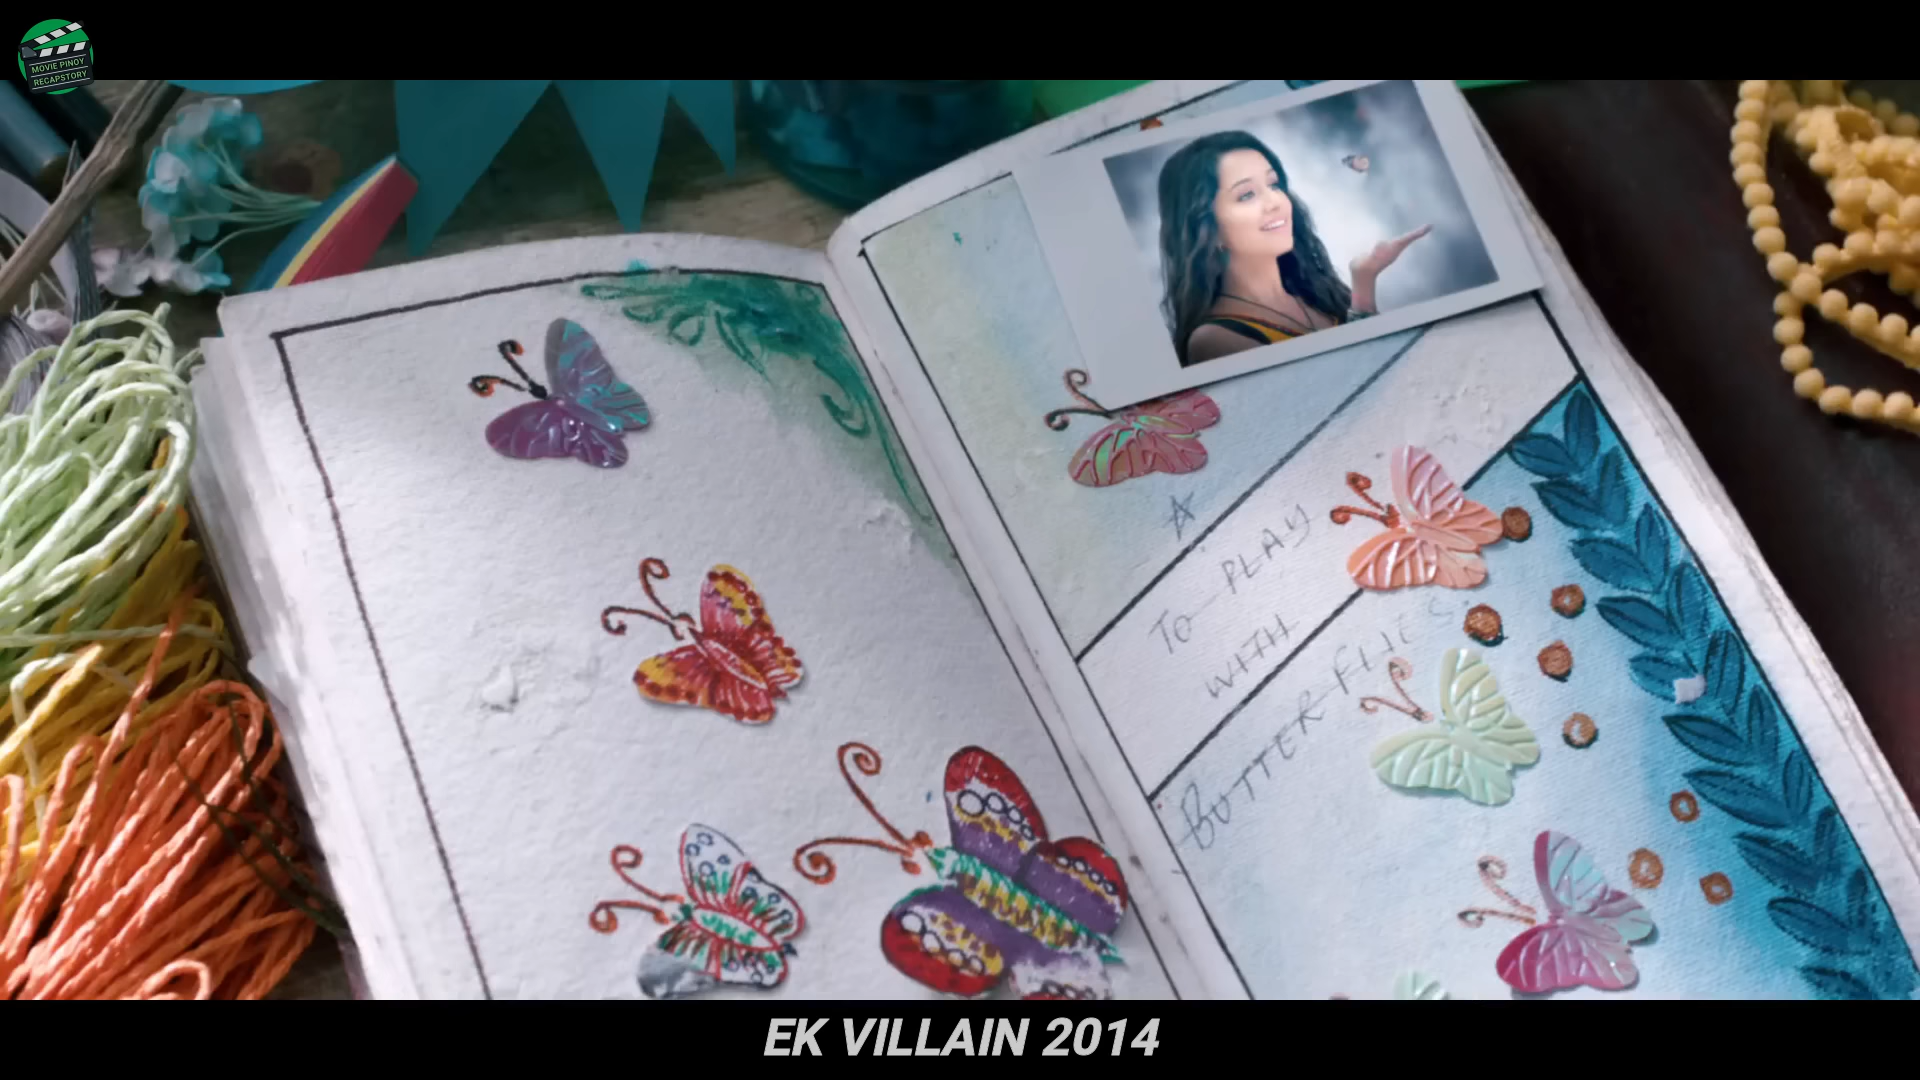 MOVIE PINOY
RECAPSTORY
A
TO PLAY
WITH
BUTTERFLIES.
EK VILLAIN 2014